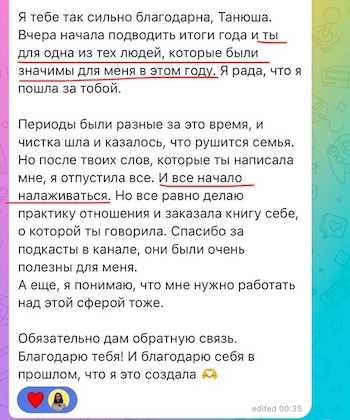 Я тебе так сильно благодарна, Танюша.
Вчера начала подводить итоги года и ты
для одна из тех людей, которые были
значимы для меня в этом году. Я рада, что я
пошла за тобой.
Периоды были разные за это время, и
чистка шла и казалось, что рушится семья.
Но после твоих слов, которые ты написала
мне, я отпустила все. И все начало
налаживаться. Но все равно делаю
практику отношения и заказала книгу себе,
о которой ты говорила. Спасибо за
подкасты в канале, они были очень
полезны для меня.
А еще, я понимаю, что мне нужно работать
над этой сферой тоже.
Обязательно дам обратную связь.
Благодарю тебя! И благодарю себя в
прошлом, что я это создала 🫶
edited 00:35